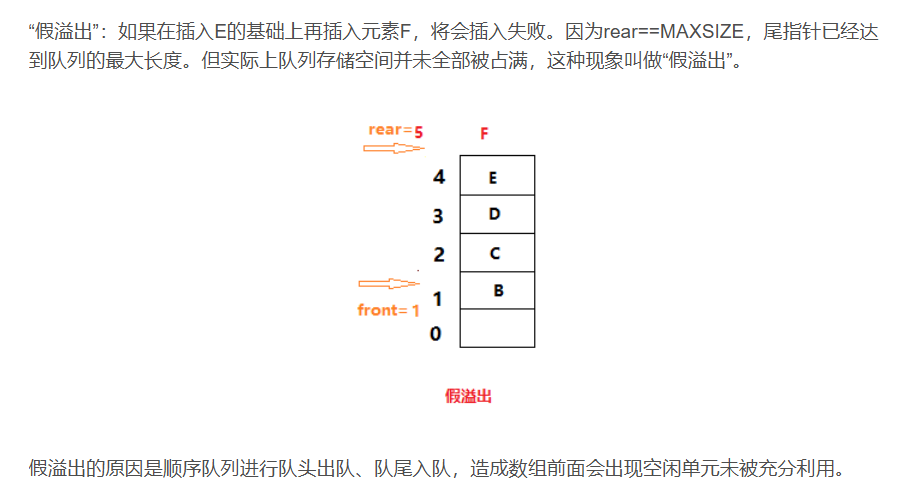 “假溢出”：如果在插入E的基础上再插入元素F，将会插入失败。因为rear==MAXSIZE，尾指针已经达
到队列的最大长度。但实际上队列存储空间并未全部被占满，这种现象叫做“假溢出”。
rear=5 F
4 E
3 D
2 C
1 B
front=1
0
假溢出
假溢出的原因是顺序队列进行队头出队、队尾入队，造成数组前面会出现空闲单元未被充分利用。